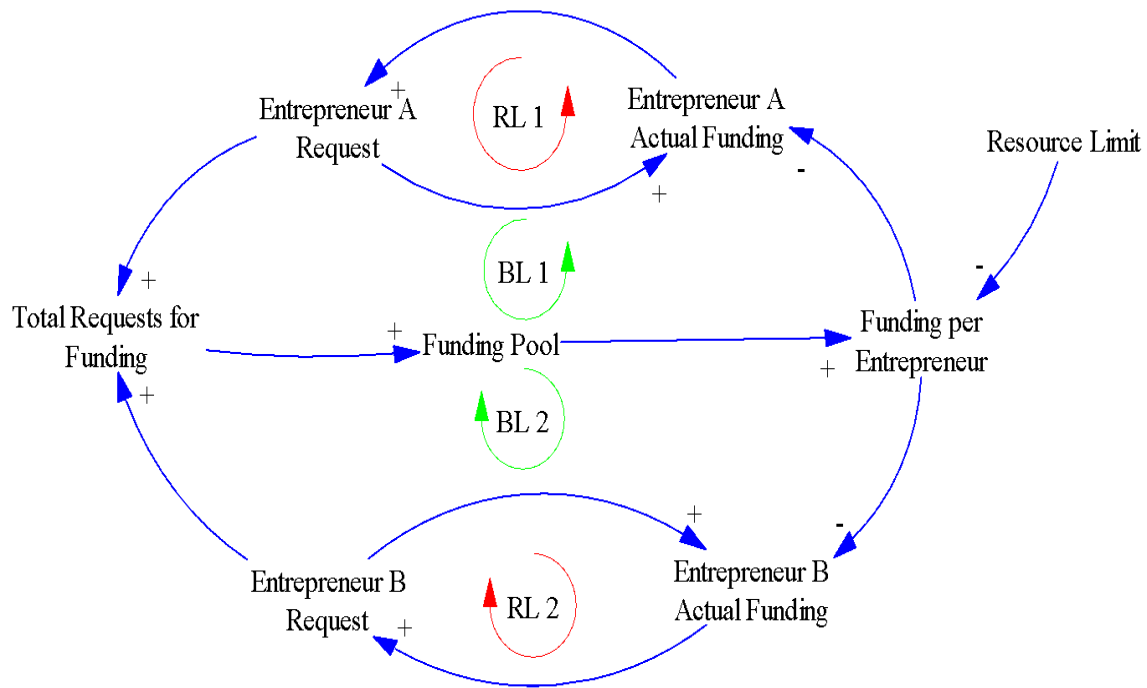 +
RL 1
Entrepreneur A
Request
Entrepreneur A
Actual Funding
Resource Limit
+
-
-
BL 1
+
Total Requests for
Funding
+
Funding Pool
Funding per
Entrepreneur
+
+
BL 2
+
-
Entrepreneur B
Request
+
RL 2
Entrepreneur B
Actual Funding